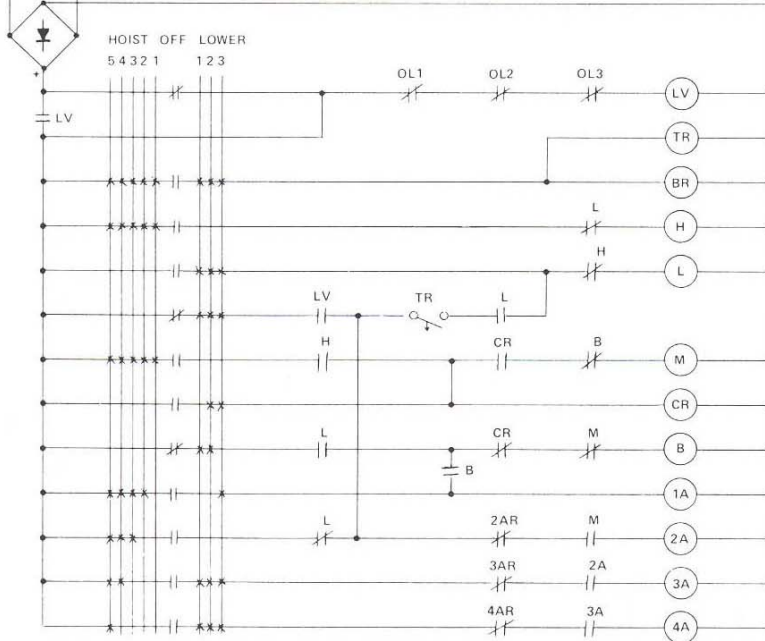 HOIST OFF LOWER
5 4 3 2 1 1 2 3
OL1 OL2 OL3
LV
+
LV
TR
BR
L
H
H
L
LV TR L
H CR B
M
CR
L CR M
B
B
1A
L 2AR M
2A
3AR 2A
3A
4AR 3A
4A